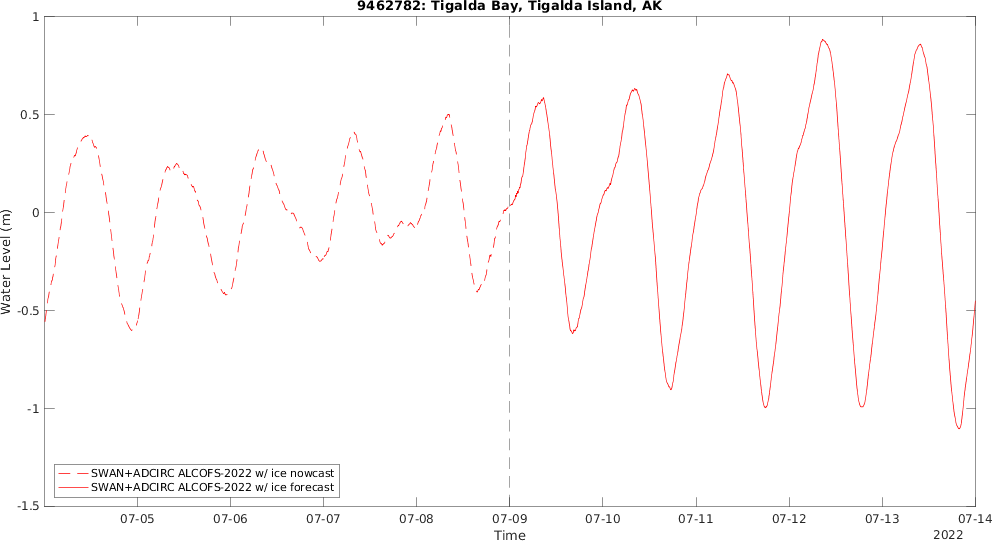 9462782: Tigalda Bay, Tigalda Island, AK
Water Level (m)
1
0.5
0
-0.5
-1
-1.5
SWAN+ADCIRC ALCOFS-2022 w/ ice nowcast
SWAN+ADCIRC ALCOFS-2022 w/ ice forecast
07-05 07-06 07-07 07-08 07-09 07-10 07-11 07-12 07-13 07-14
Time
2022